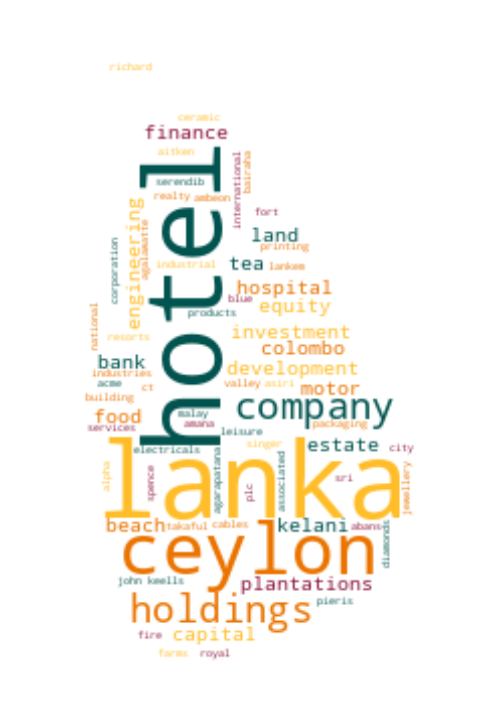 richard
ceramic
finance
aitken
international
bairaha
serendib
hotel
realty
ambeon
engineering
fort
agalamatte
land
corporation
printing
industrial
tea
lankem
hospital
blue
equity
national
products
resorts
investment
colombo
bank
industries
development
acme
ct
valley
asiri
motor
building
company
food
malay
amaha
packaging
services
leisure
electricals
singer
estate
city
lanka
alpha
spence
agarapatana
plc
associated
sri
jewellery
beach
takaful
cables
kelani
abans
diamonds
ceylon
john keells
plantations
holdings
pieris
fire
capital
farms
royal